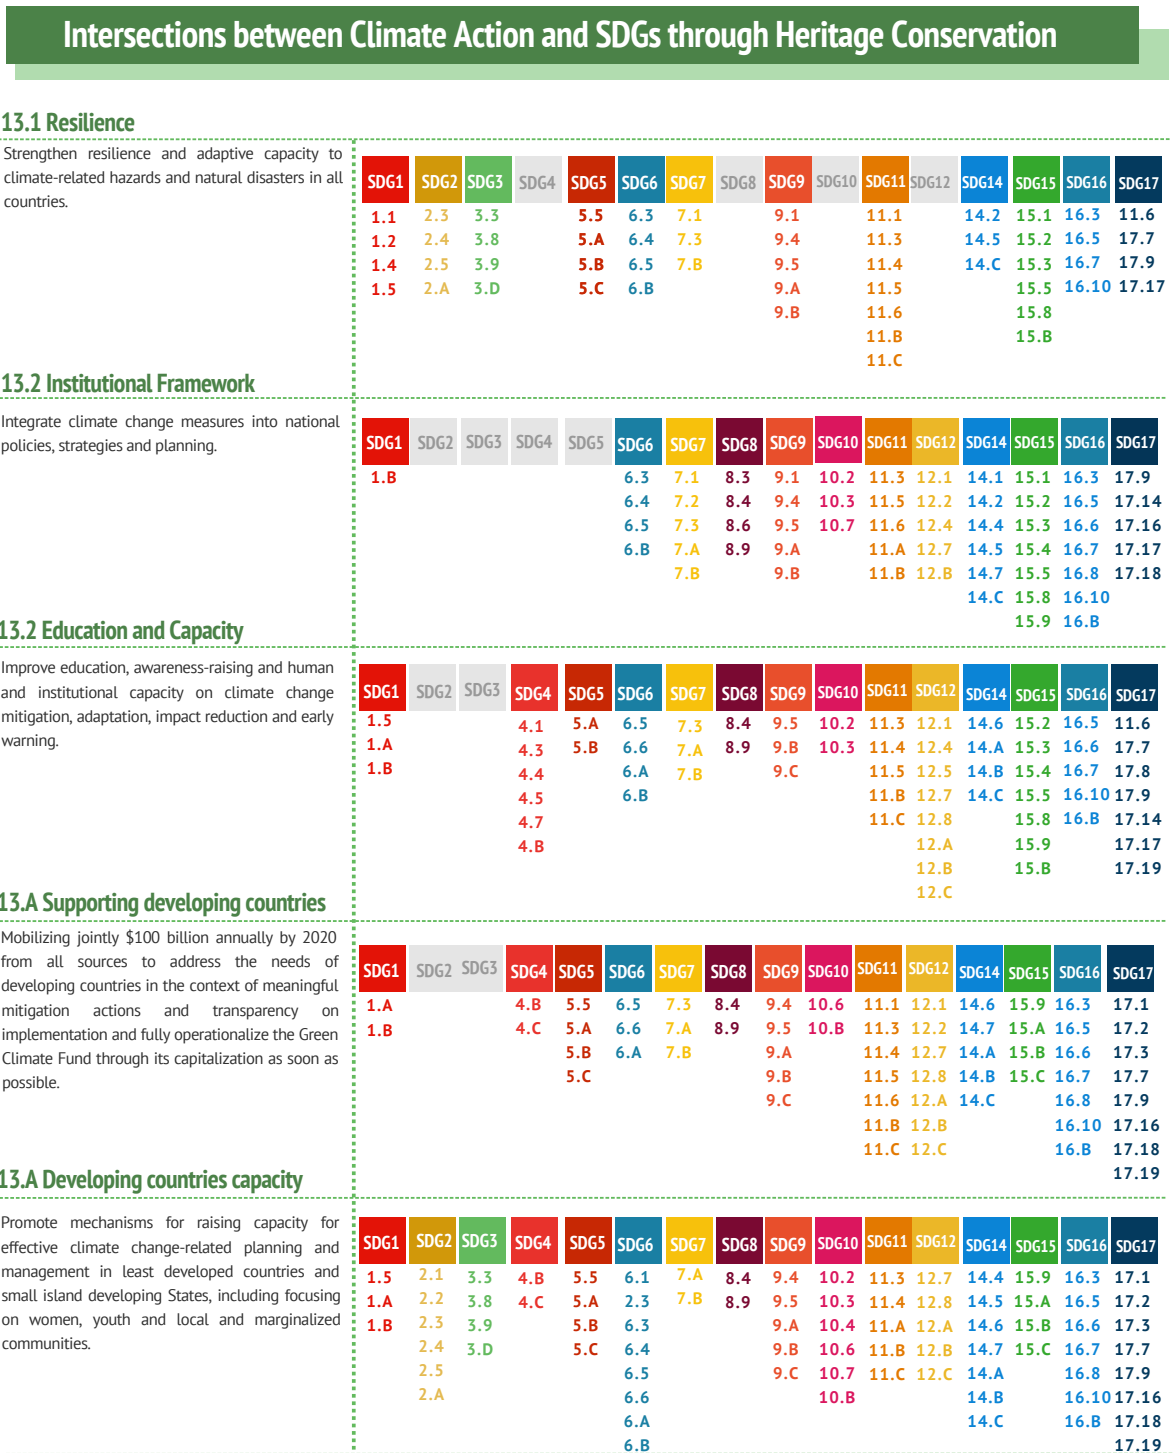 Intersections between Climate Action and SDGs through Heritage Conservation
13.1 Resilience
Strengthen resilience and adaptive capacity to
climate-related hazards and natural disasters in all
countries.
SDG1 SDG2 SDG3 SDG4 SDG5 SDG6 SDG7 SDG8 SDG9 SDG10 SDG11 SDG12 SDG14 SDG15 SDG16 SDG17
1.1 2.3 3.3 5.5 6.3 7.1 9.1 11.1 14.2 15.1 16.3 11.6
1.2 2.4 3.8 5.A 6.4 7.3 9.4 11.3 14.5 15.2 16.5 17.7
1.4 2.5 3.9 5.B 6.5 7.B 9.5 11.4 14.C 15.3 16.7 17.9
1.5 2.A 3.D 5.C 6.B 9.A 11.5 15.5 16.10 17.17
9.B 11.6 15.8
11.B 15.B
11.C
13.2 Institutional Framework
Integrate climate change measures into national
policies, strategies and planning.
SDG1 SDG2 SDG3 SDG4 SDG5 SDG6 SDG7 SDG8 SDG9 SDG10 SDG11 SDG12 SDG14 SDG15 SDG16 SDG17
1.B 6.3 7.1 8.3 9.1 10.2 11.3 12.1 14.1 15.1 16.3 17.9
6.4 7.2 8.4 9.4 10.3 11.5 12.2 14.2 15.2 16.5 17.14
6.5 7.3 8.6 9.5 10.7 11.6 12.4 14.4 15.3 16.6 17.16
6.B 7.A 8.9 9.A 11.A 12.7 14.5 15.4 16.7 17.17
7.B 9.B 11.B 12.B 14.7 15.5 16.8 17.18
14.C 15.8 16.10
15.9 16.B
13.2 Education and Capacity
Improve education, awareness-raising and human
and institutional capacity on climate change
mitigation, adaptation, impact reduction and early
warning.
SDG1 SDG2 SDG3 SDG4 SDG5 SDG6 SDG7 SDG8 SDG9 SDG10 SDG11 SDG12 SDG14 SDG15 SDG16 SDG17
1.5 4.1 5.A 6.5 7.3 8.4 9.5 10.2 11.3 12.1 14.6 15.2 16.5 11.6
1.A 4.3 5.B 6.6 7.A 8.9 9.B 10.3 11.4 12.4 14.A 15.3 16.6 17.7
1.B 4.4 6.A 7.B 9.C 11.5 12.5 14.B 15.4 16.7 17.8
4.5 6.B 11.B 12.7 14.C 15.5 16.10 17.9
4.7 11.C 12.8 15.8 16.B 17.14
4.B 12.A 15.9 17.17
12.B 15.B 17.19
12.C
13.A Supporting developing countries
Mobilizing jointly $100 billion annually by 2020
from all sources to address the needs of
developing countries in the context of meaningful
mitigation actions and transparency on
implementation and fully operationalize the Green
Climate Fund through its capitalization as soon as
possible.
SDG1 SDG2 SDG3 SDG4 SDG5 SDG6 SDG7 SDG8 SDG9 SDG10 SDG11 SDG12 SDG14 SDG15 SDG16 SDG17
1.A 4.B 5.5 6.5 7.3 8.4 9.4 10.6 11.1 12.1 14.6 15.9 16.3 17.1
1.B 4.C 5.A 6.6 7.A 8.9 9.5 10.B 11.3 12.2 14.7 15.A 16.5 17.2
5.B 6.A 7.B 9.A 11.4 12.7 14.A 15.B 16.6 17.3
5.C 9.B 11.5 12.8 14.B 15.C 16.7 17.7
9.C 11.6 12.A 14.C 16.8 17.9
11.B 12.B 16.10 17.16
11.C 12.C 16.B 17.18
17.19
13.A Developing countries capacity
Promote mechanisms for raising capacity for
effective climate change-related planning and
management in least developed countries and
small island developing States, including focusing
on women, youth and local and marginalized
communities.
SDG1 SDG2 SDG3 SDG4 SDG5 SDG6 SDG7 SDG8 SDG9 SDG10 SDG11 SDG12 SDG14 SDG15 SDG16 SDG17
1.5 2.1 3.3 4.B 5.5 6.1 7.A 8.4 9.4 10.2 11.3 12.7 14.4 15.9 16.3 17.1
1.A 2.2 3.8 4.C 5.A 2.3 7.B 8.9 9.5 10.3 11.4 12.8 14.5 15.A 16.5 17.2
1.B 2.3 3.9 5.B 6.3 9.A 10.4 11.A 12.A 14.6 15.B 16.6 17.3
2.4 3.D 5.C 6.4 9.B 10.6 11.B 12.B 14.7 15.C 16.7 17.7
2.5 6.5 9.C 10.7 11.C 12.C 14.A 16.8 17.9
2.A 6.6 10.B 14.B 16.10 17.16
6.A 14.C 16.B 17.18
6.B 17.19